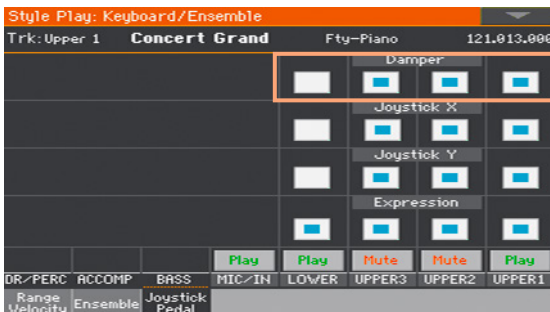 Style Play: Keyboard/Ensemble
Trk:Upper 1 Concert Grand Fty-Piano 121.013.000
Damper
Joystick X
Joystick Y
Expression
Play Play Mute Mute Play
DR/PERC ACCOMP BASS MIC/IN LOWER UPPER3 UPPER2 UPPER1
Range Velocity Ensemble Joystick Pedal